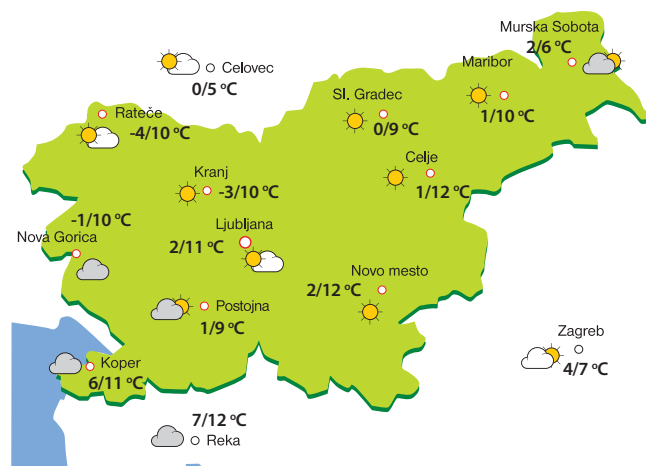 Murska Sobota
2/6 °C
Celovec
0/5 °C
Maribor
1/10 °C
Sl. Gradec
0/9 °C
Rateče
-4/10 °C
Celje
1/12 °C
Kranj
-3/10 °C
-1/10 °C
Nova Gorica
Ljubljana
2/11 °C
Novo mesto
2/12 °C
Postojna
1/9 °C
Zagreb
4/7 °C
Koper
6/11 °C
7/12 °C
Reka